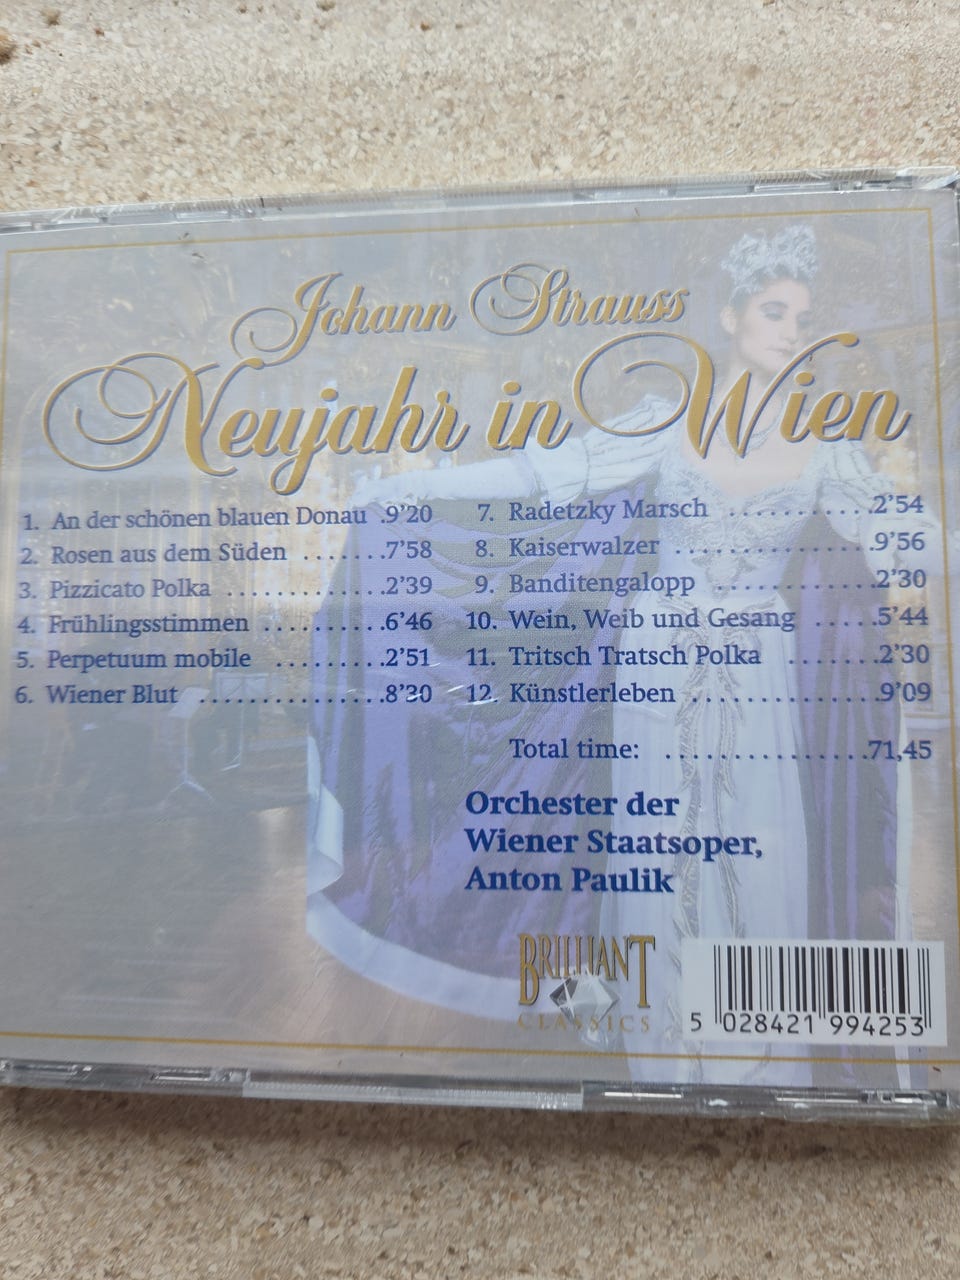 Johann Strauss
Neujahr in Wien
1. An der schönen blauen Donau .9'20
2. Rosen aus dem Süden .......7'58
3. Pizzicato Polka ............2'39
4. Frühlingsstimmen ..........6'46
5. Perpetuum mobile .........2'51
6. Wiener Blut ...............8'30
7. Radetzky Marsch ...........2'54
8. Kaiserwalzer ...............9'56
9. Banditengalopp ............2'30
10. Wein, Weib und Gesang .....5'44
11. Tritsch Tratsch Polka .......2'30
12. Künstlerleben ..............9'09
Total time: ................71,45
Orchester der
Wiener Staatsoper,
Anton Paulik
BRILLIANT
CLASSICS
5 028421 994253